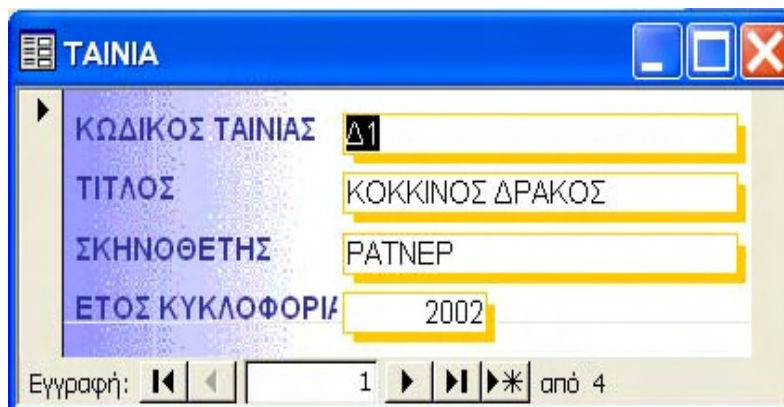 ΤΑΙΝΙΑ
ΚΩΔΙΚΟΣ ΤΑΙΝΙΑΣ Δ1
ΤΙΤΛΟΣ ΚΟΚΚΙΝΟΣ ΔΡΑΚΟΣ
ΣΚΗΝΟΘΕΤΗΣ ΡΑΤΝΕΡ
ΕΤΟΣ ΚΥΚΛΟΦΟΡΙΑ 2002
Εγγραφή: 1 από 4